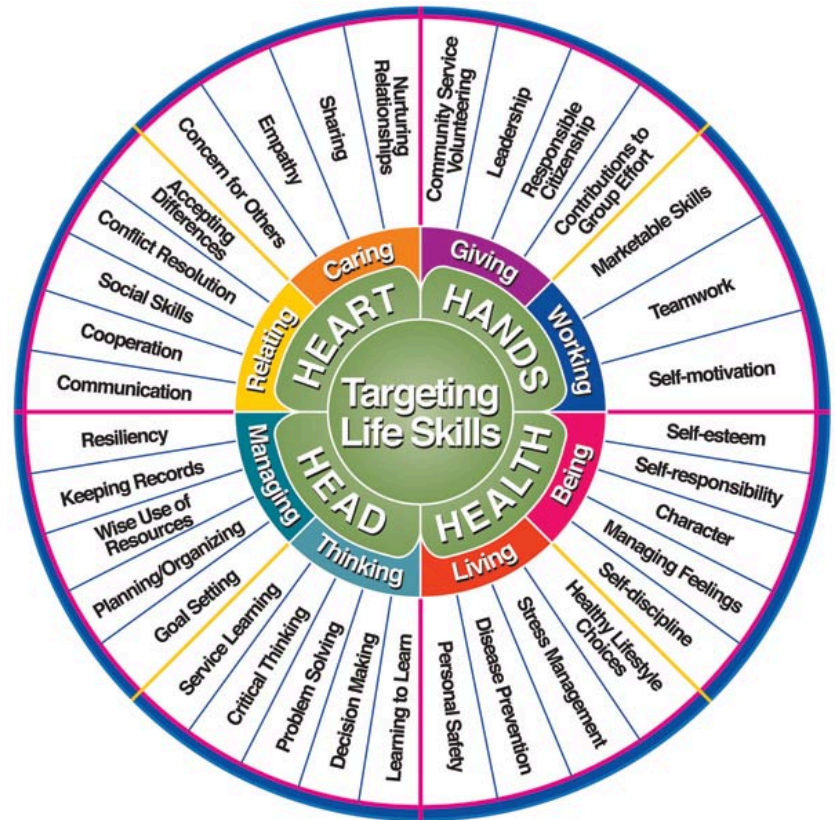 Targeting
Life Skills
HEART
HANDS
HEALTH
HEAD
Caring
Giving
Working
Being
Living
Thinking
Managing
Relating
Nurturing
Relationships
Sharing
Empathy
Concern for Others
Accepting
Differences
Conflict Resolution
Social Skills
Cooperation
Communication
Community Service
Volunteering
Leadership
Responsible
Citizenship
Contributions to
Group Effort
Marketable Skills
Teamwork
Self-motivation
Self-esteem
Self-responsibility
Character
Managing Feelings
Self-discipline
Healthy Lifestyle
Choices
Stress Management
Disease Prevention
Personal Safety
Learning to Learn
Decision Making
Problem Solving
Critical Thinking
Service Learning
Goal Setting
Planning/Organizing
Wise Use of
Resources
Keeping Records
Resiliency